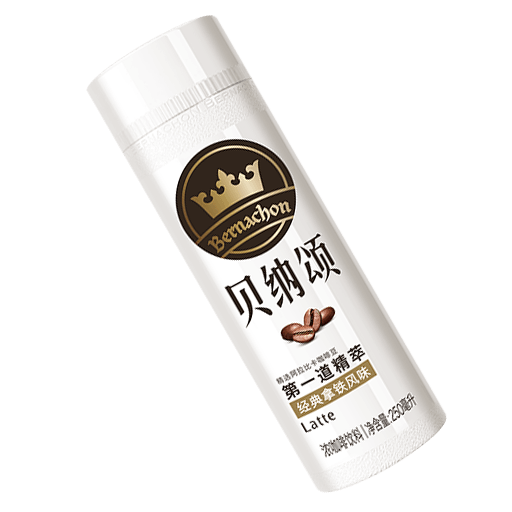 BERNACHON
Bernachon
贝纳颂
精选阿拉比卡咖啡豆
第一道精萃
经典拿铁风味
Latte
浓咖啡饮料 | 净含量:250毫升